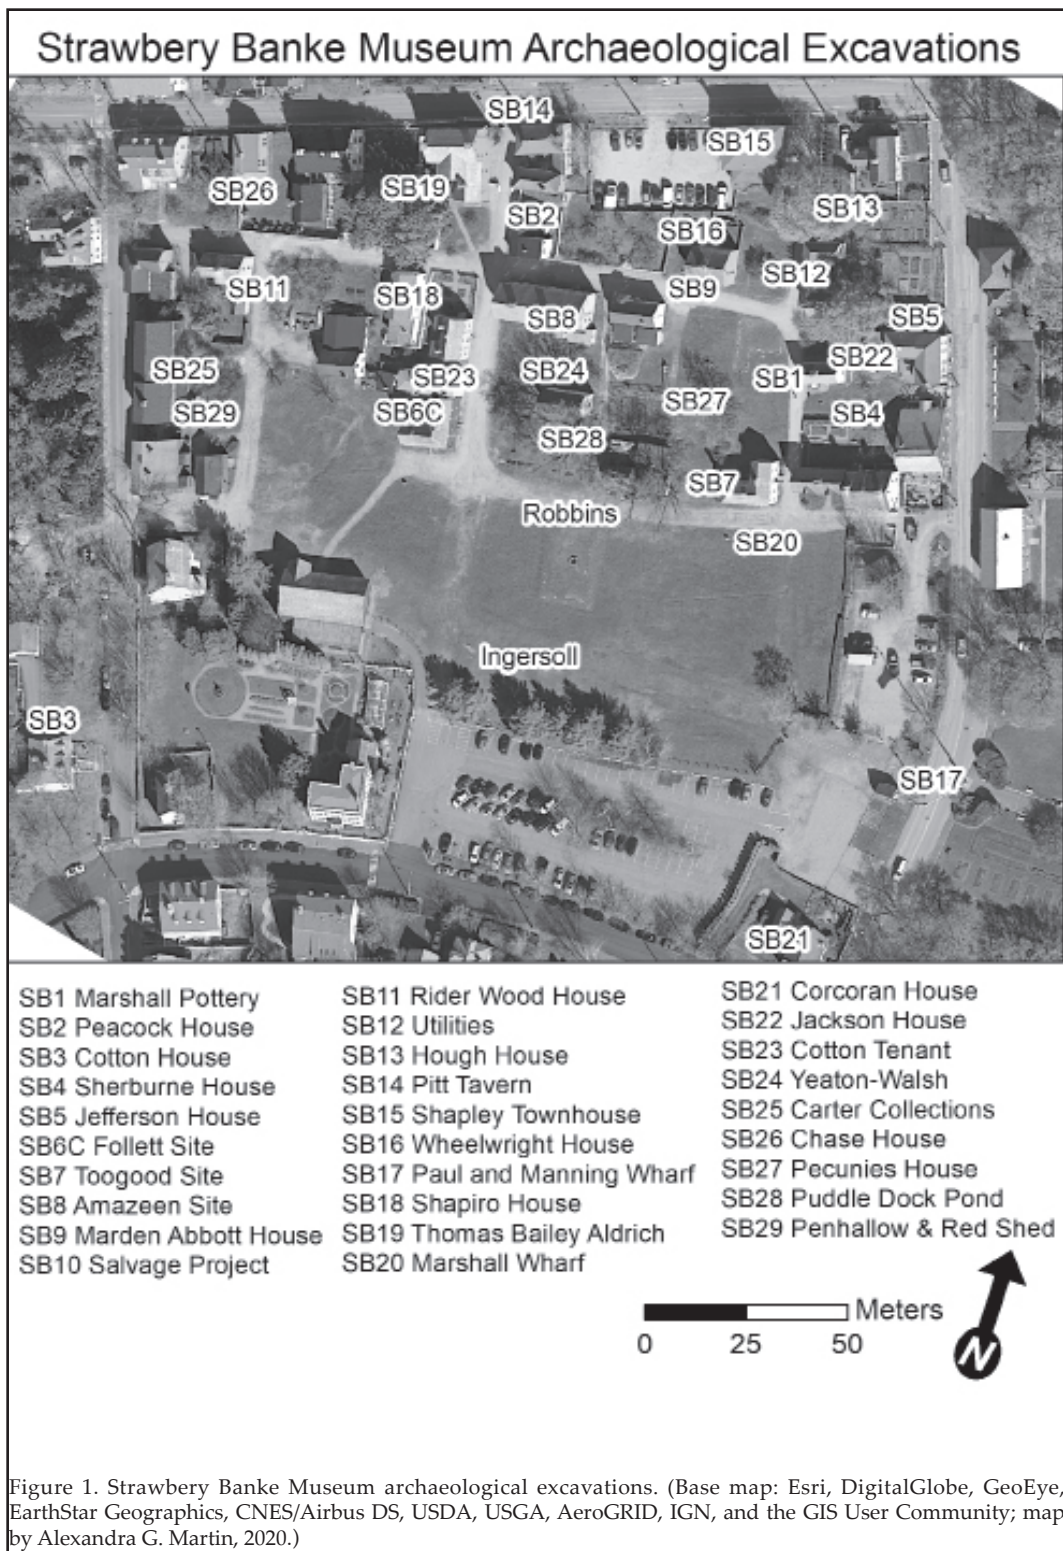 Strawbery Banke Museum Archaeological Excavations
SB14
SB15
SB26
SB19
SB2
SB13
SB16
SB12
SB11
SB18
SB9
SB8
SB5
SB25
SB23
SB24
SB1
SB22
SB29
SB6C
SB27
SB4
SB28
SB7
Robbins
SB20
Ingersoll
SB3
SB17
SB21
SB1 Marshall Pottery
SB2 Peacock House
SB3 Cotton House
SB4 Sherburne House
SB5 Jefferson House
SB6C Follett Site
SB7 Toogood Site
SB8 Amazeen Site
SB9 Marden Abbott House
SB10 Salvage Project
SB11 Rider Wood House
SB12 Utilities
SB13 Hough House
SB14 Pitt Tavern
SB15 Shapley Townhouse
SB16 Wheelwright House
SB17 Paul and Manning Wharf
SB18 Shapiro House
SB19 Thomas Bailey Aldrich
SB20 Marshall Wharf
SB21 Corcoran House
SB22 Jackson House
SB23 Cotton Tenant
SB24 Yeaton-Walsh
SB25 Carter Collections
SB26 Chase House
SB27 Pecunies House
SB28 Puddle Dock Pond
SB29 Penhallow & Red Shed
Meters
0 25 50
N
Figure 1. Strawbery Banke Museum archaeological excavations. (Base map: Esri, DigitalGlobe, GeoEye,
EarthStar Geographics, CNES/Airbus DS, USDA, USGA, AeroGRID, IGN, and the GIS User Community; map
by Alexandra G. Martin, 2020.)